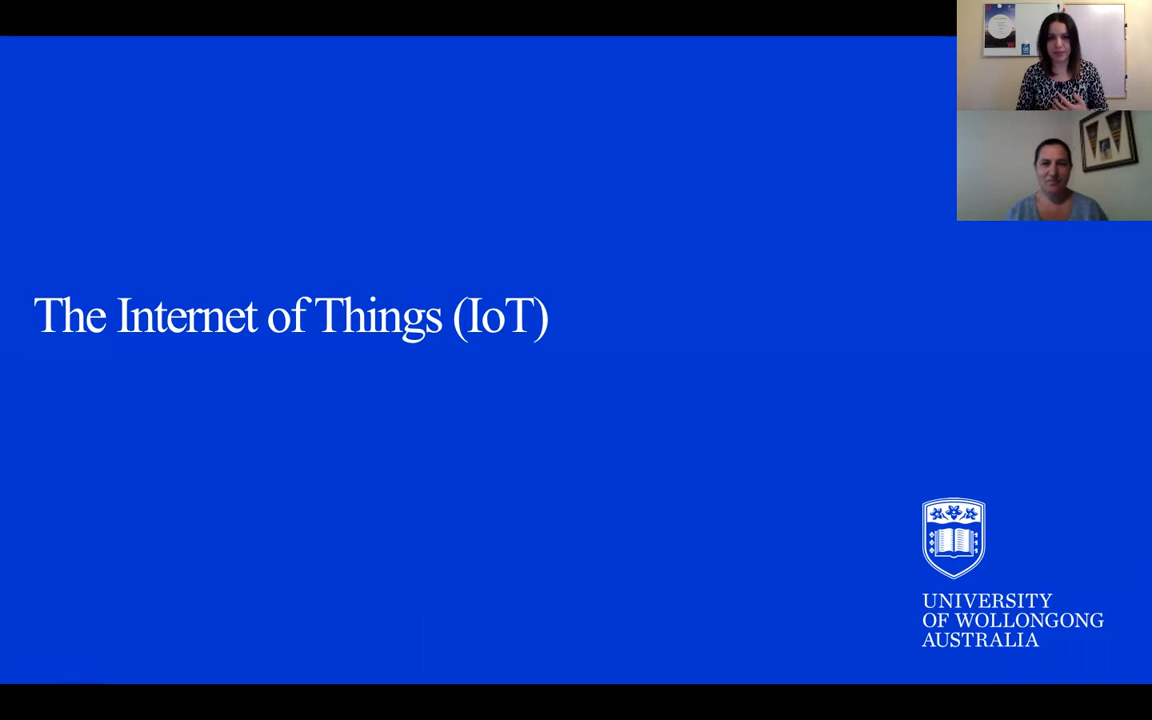 The Internet of Things (IoT)
UNIVERSITY
OF WOLLONGONG
AUSTRALIA